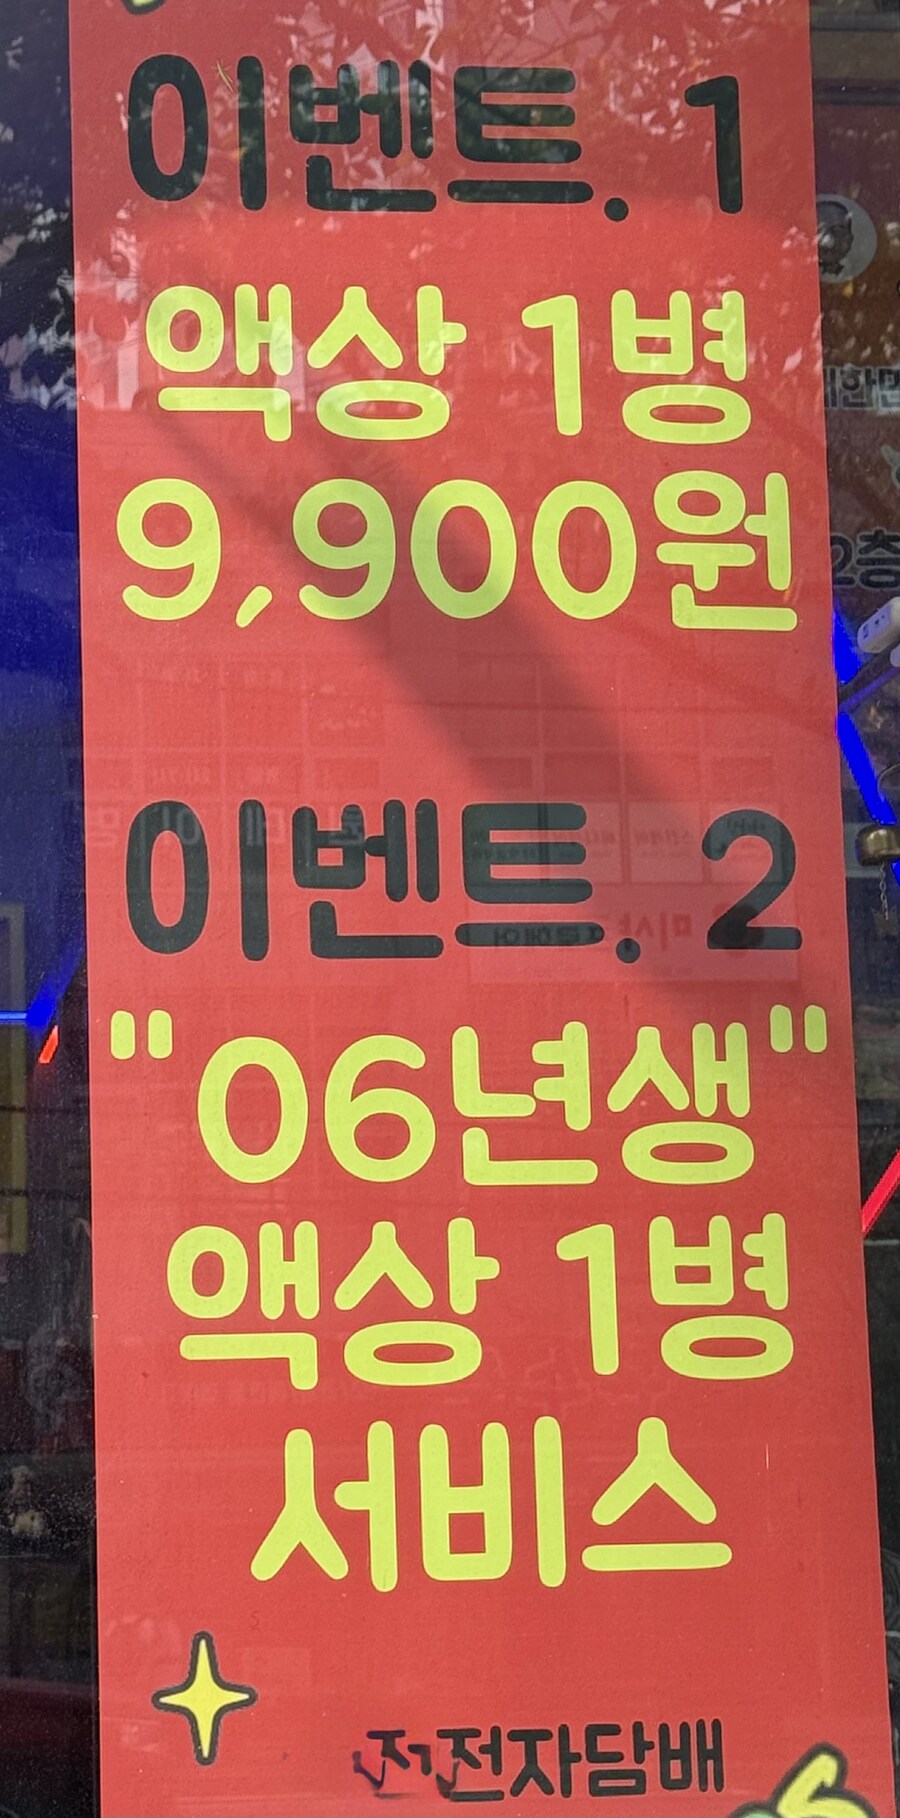 이벤트. 1
액상 1병
9,900원
이벤트. 2
"06년생"
액상 1병
서비스
전자담배